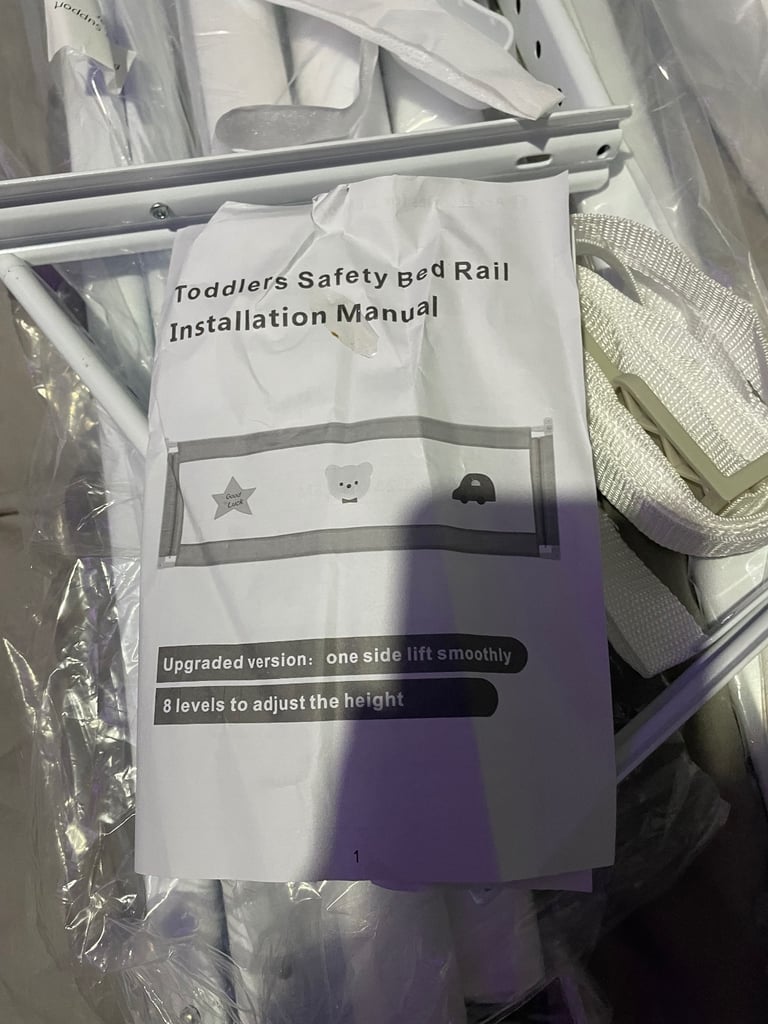 Toddlers Safety Bed Rail
Installation Manual
Good
Luck
Upgraded version: one side lift smoothly
8 levels to adjust the height
1